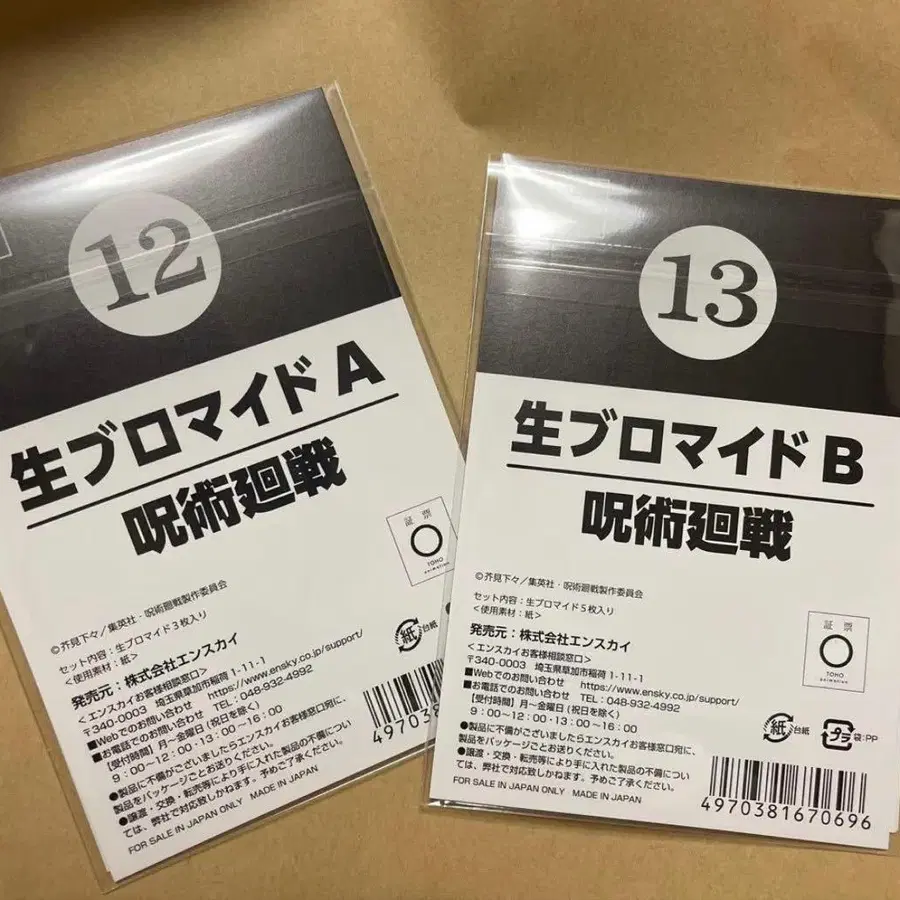 12
生ブロマイド A
呪術廻戦
©芥見下々／集英社・呪術廻戦製作委員会
セット内容：生ブロマイド3枚入り
＜使用素材：紙＞
証 票
TOHO
animation
発売元：株式会社エンスカイ
＜エンスカイお客様相談窓口＞
〒340-0003 埼玉県草加市稲荷 1-11-1
■Webでのお問い合わせ https://www.ensky.co.jp/support/
■お電話でのお問い合わせ TEL:048-932-4992
【受付時間】月～金曜日（祝日を除く）
9：00～12：00・13：00～16：00
●製品に不備がございましたらエンスカイお客様窓口宛に、
製品をパッケージごとお送りください。
●譲渡・交換・転売等により手に入れた製品の不備につい
ては、弊社で対応致しかねます。予めご了承ください。
FOR SALE IN JAPAN ONLY MADE IN JAPAN
紙 台紙
4970381
13
生ブロマイド B
呪術廻戦
©芥見下々／集英社・呪術廻戦製作委員会
セット内容：生ブロマイド5枚入り
＜使用素材：紙＞
証 票
TOHO
animation
発売元：株式会社エンスカイ
＜エンスカイお客様相談窓口＞
〒340-0003 埼玉県草加市稲荷 1-11-1
■Webでのお問い合わせ https://www.ensky.co.jp/support/
■お電話でのお問い合わせ TEL:048-932-4992
【受付時間】月～金曜日（祝日を除く）
9：00～12：00・13：00～16：00
●製品に不備がございましたらエンスカイお客様窓口宛に、
製品をパッケージごとお送りください。
●譲渡・交換・転売等により手に入れた製品の不備につい
ては、弊社で対応致しかねます。予めご了承ください。
FOR SALE IN JAPAN ONLY MADE IN JAPAN
紙 台紙 プラ 袋:PP
4970381670696